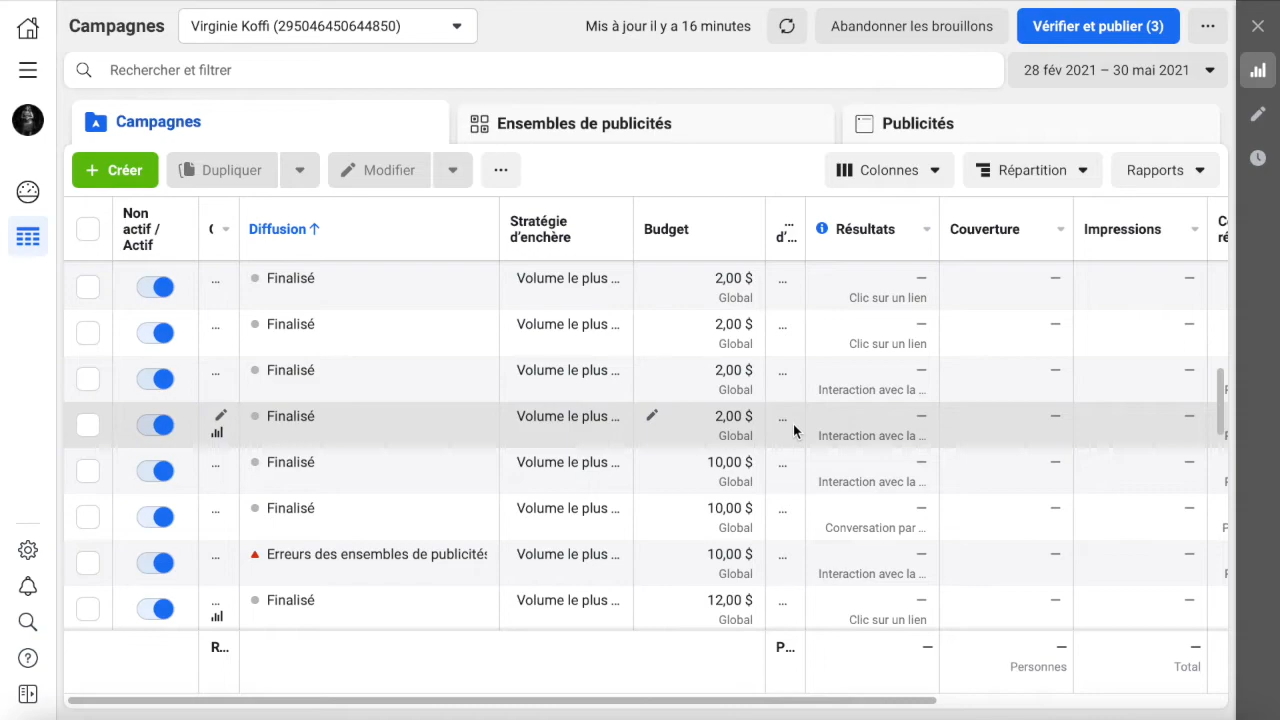 Campagnes
Virginie Koffi (295046450644850)
Mis à jour il y a 16 minutes
Abandonner les brouillons
Vérifier et publier (3)
Rechercher et filtrer
28 fév 2021 – 30 mai 2021
Campagnes
Ensembles de publicités
Publicités
+ Créer
Dupliquer
Modifier
Colonnes
Répartition
Rapports
Non actif / Actif
Diffusion ↑
Stratégie d'enchère
Budget
... d'...
Résultats
Couverture
Impressions
... Finalisé Volume le plus ... 2,00 $ ... — — —
Global Clic sur un lien
... Finalisé Volume le plus ... 2,00 $ ... — — —
Global Clic sur un lien
... Finalisé Volume le plus ... 2,00 $ ... — — —
Global Interaction avec la ...
Finalisé Volume le plus ... 2,00 $ ... — — —
Global Interaction avec la ...
... Finalisé Volume le plus ... 10,00 $ ... — — —
Global Interaction avec la ...
... Finalisé Volume le plus ... 10,00 $ ... — — —
Global Conversation par ...
... Erreurs des ensembles de publicités Volume le plus ... 10,00 $ ... — — —
Global Interaction avec la ...
... Finalisé Volume le plus ... 12,00 $ ... — — —
Global Clic sur un lien
R... P... — — —
Personnes Total